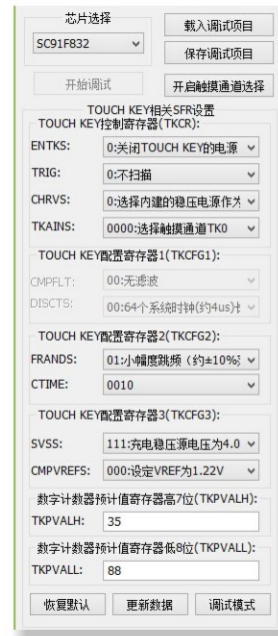 芯片选择
载入调试项目
SC91F832
保存调试项目
开始调试
开启触摸通道选择
TOUCH KEY相关SFR设置
TOUCH KEY控制寄存器(TKCR):
ENTKS: 0:关闭TOUCH KEY的电源
TRIG: 0:不扫描
CHRVS: 0:选择内建的稳压电源作为
TKAINS: 0000:选择触摸通道TK0
TOUCH KEY配置寄存器1(TKCFG1):
CMPFLT: 00:无滤波
DISCTS: 00:64个系统时钟(约4us)
TOUCH KEY配置寄存器2(TKCFG2):
FRANDS: 01:小幅度跳频（约±10%
CTIME: 0010
TOUCH KEY配置寄存器3(TKCFG3):
SVSS: 111:充电稳压源电压为4.0
CMPVREFS: 000:设定VREF为1.22V
数字计数器预计值寄存器高7位(TKPVALH):
TKPVALH: 35
数字计数器预计值寄存器低8位(TKPVALL):
TKPVALL: 88
恢复默认 更新数据 调试模式